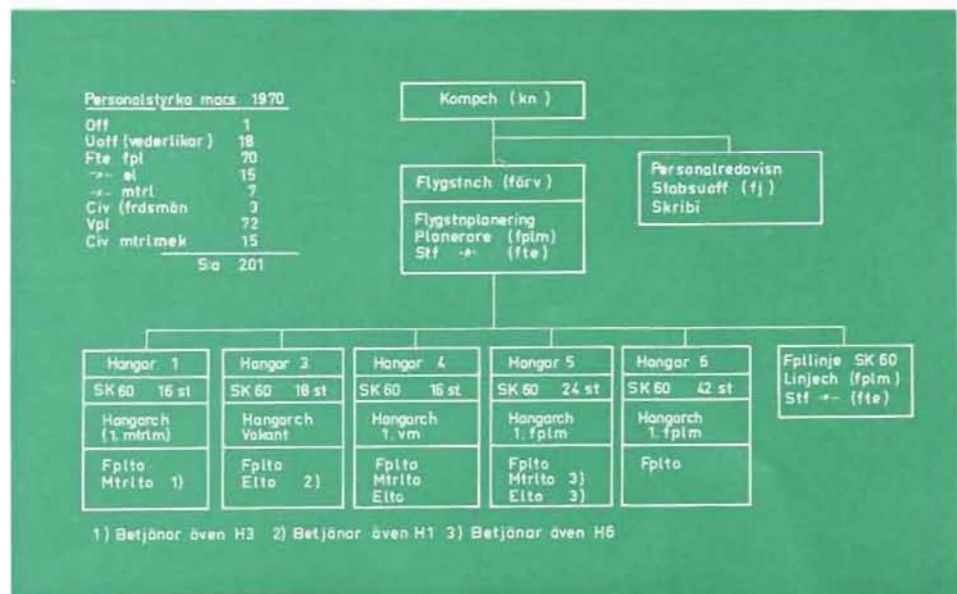 Personalstyrka mars 1970
Off 1
Uoff (vederlikar) 18
Fte fpl 70
-"- el 15
-"- mtrl 7
Civ (frdsmän 3
Vpl 72
Civ mtrlmek 15
S:a 201
Kompch (kn)
Personalredovisn
Stabsuoff (fj)
Skribi
Flygstnch (förv)
Flygstnplanering
Planerare (fplm)
Stf -"- (fte)
Hangar 1
SK 60 16 st
Hangarch
(1. mtrlm)
Fplto
Mtrlto 1)
Hangar 3
SK 60 18 st
Hangarch
Vakant
Fplto
Elto 2)
Hangar 4
SK 60 16 st
Hangarch
1. vm
Fplto
Mtrlto
Elto
Hangar 5
SK 60 24 st
Hangarch
1. fplm
Fplto
Mtrlto 3)
Elto 3)
Hangar 6
SK 60 42 st
Hangarch
1. fplm
Fplto
Fpllinje SK 60
Linjech (fplm)
Stf -"- (fte)
1) Betjänar även H3 2) Betjänar även H1 3) Betjänar även H6